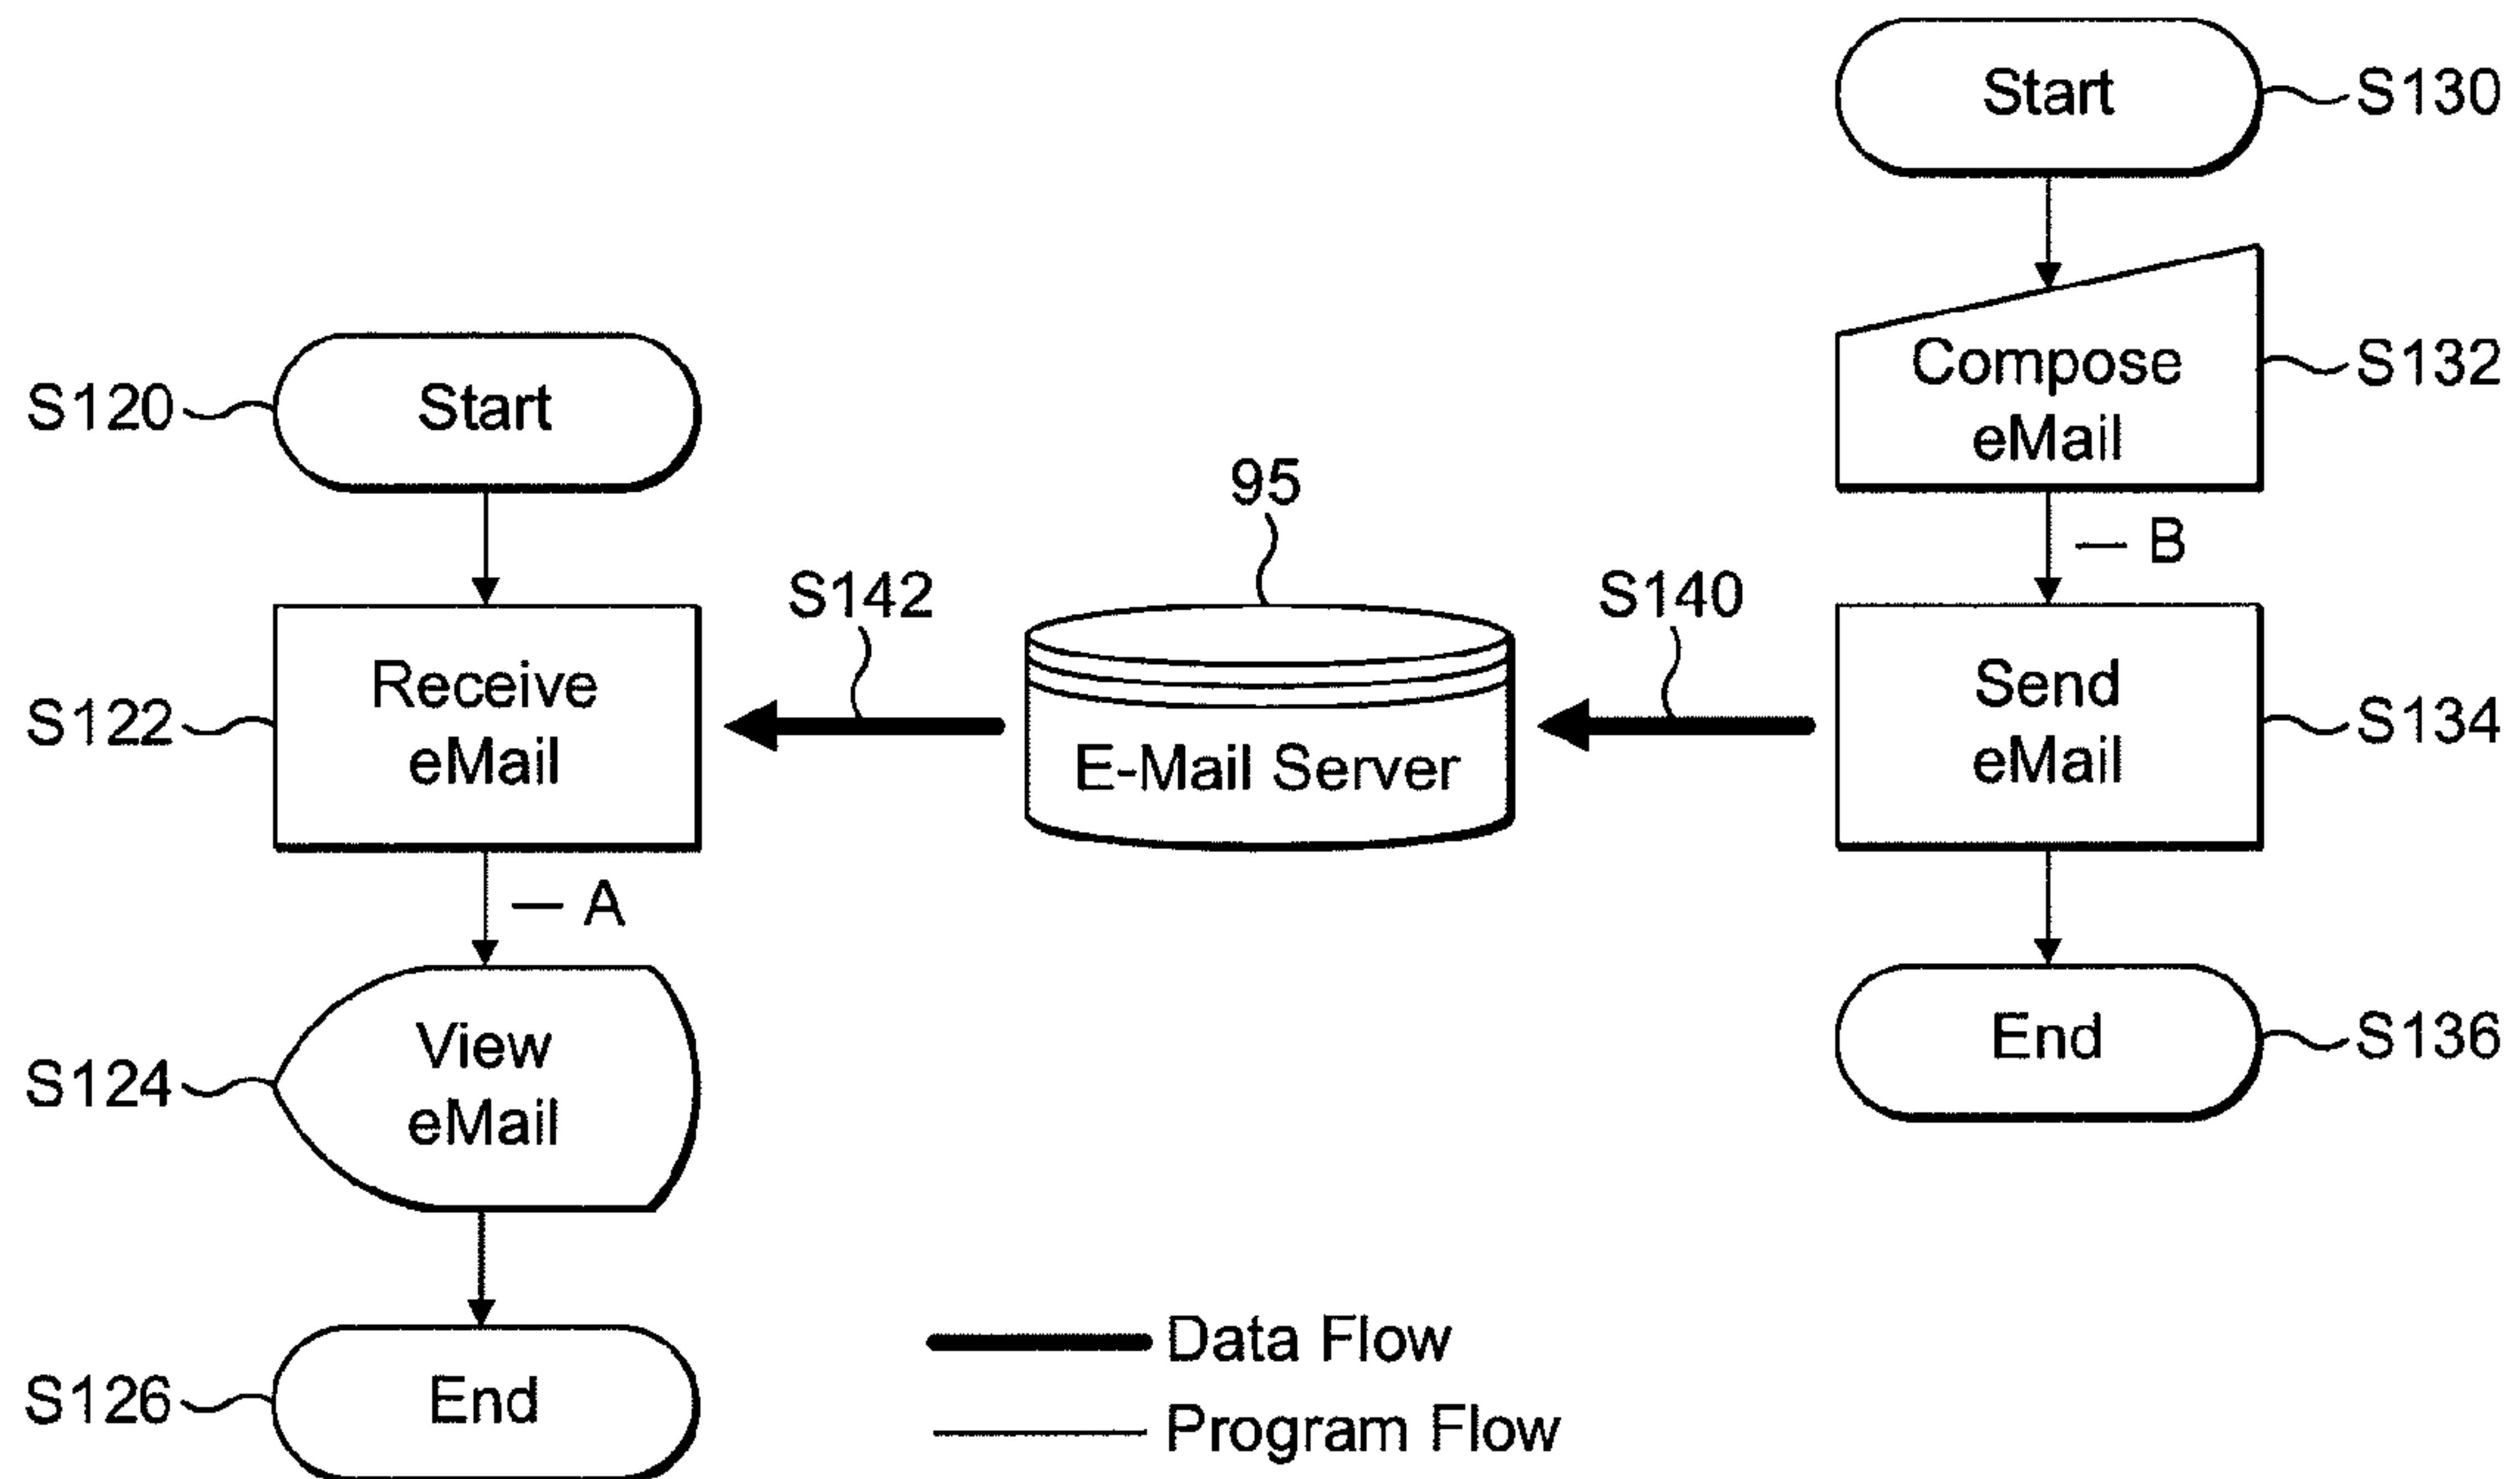 Start
S130
Compose
eMail
S132
S120
Start
95
B
S142
S140
Receive
eMail
S122
E-Mail Server
Send
eMail
S134
A
View
eMail
S124
End
S136
Data Flow
S126
End
Program Flow